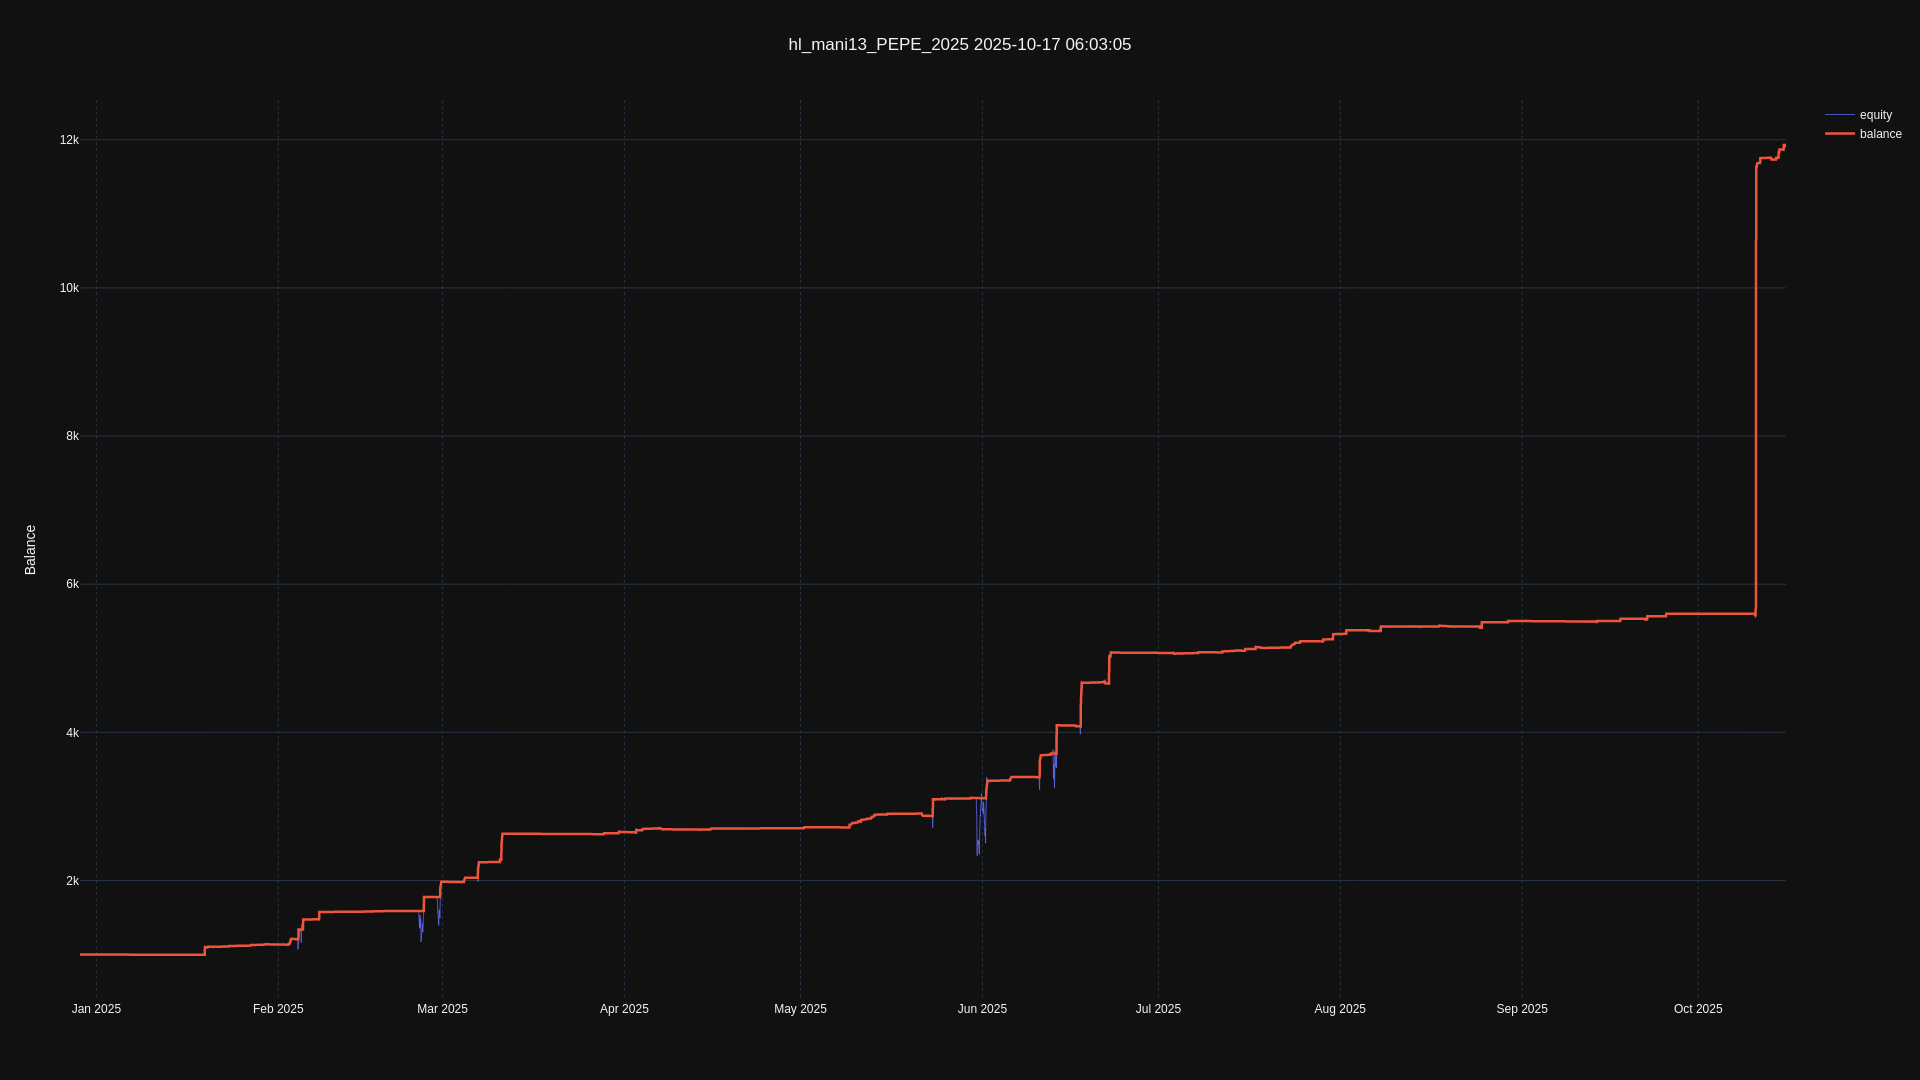 hl_mani13_PEPE_2025 2025-10-17 06:03:05
equity
balance
12k
10k
8k
6k
4k
2k
Balance
Jan 2025
Feb 2025
Mar 2025
Apr 2025
May 2025
Jun 2025
Jul 2025
Aug 2025
Sep 2025
Oct 2025